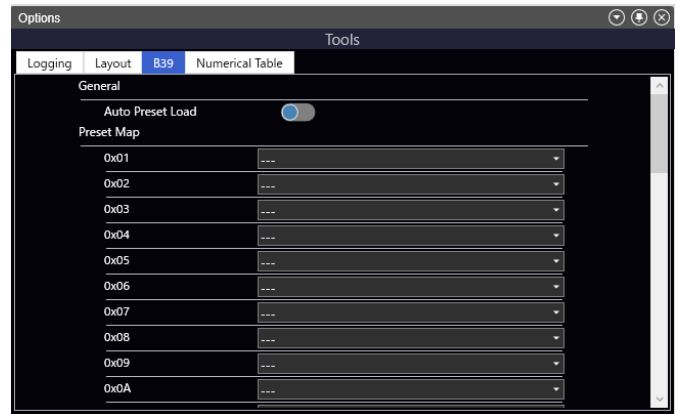 Options
Tools
Logging Layout B39 Numerical Table
General
Auto Preset Load
Preset Map
0x01 ---
0x02 ---
0x03 ---
0x04 ---
0x05 ---
0x06 ---
0x07 ---
0x08 ---
0x09 ---
0x0A ---